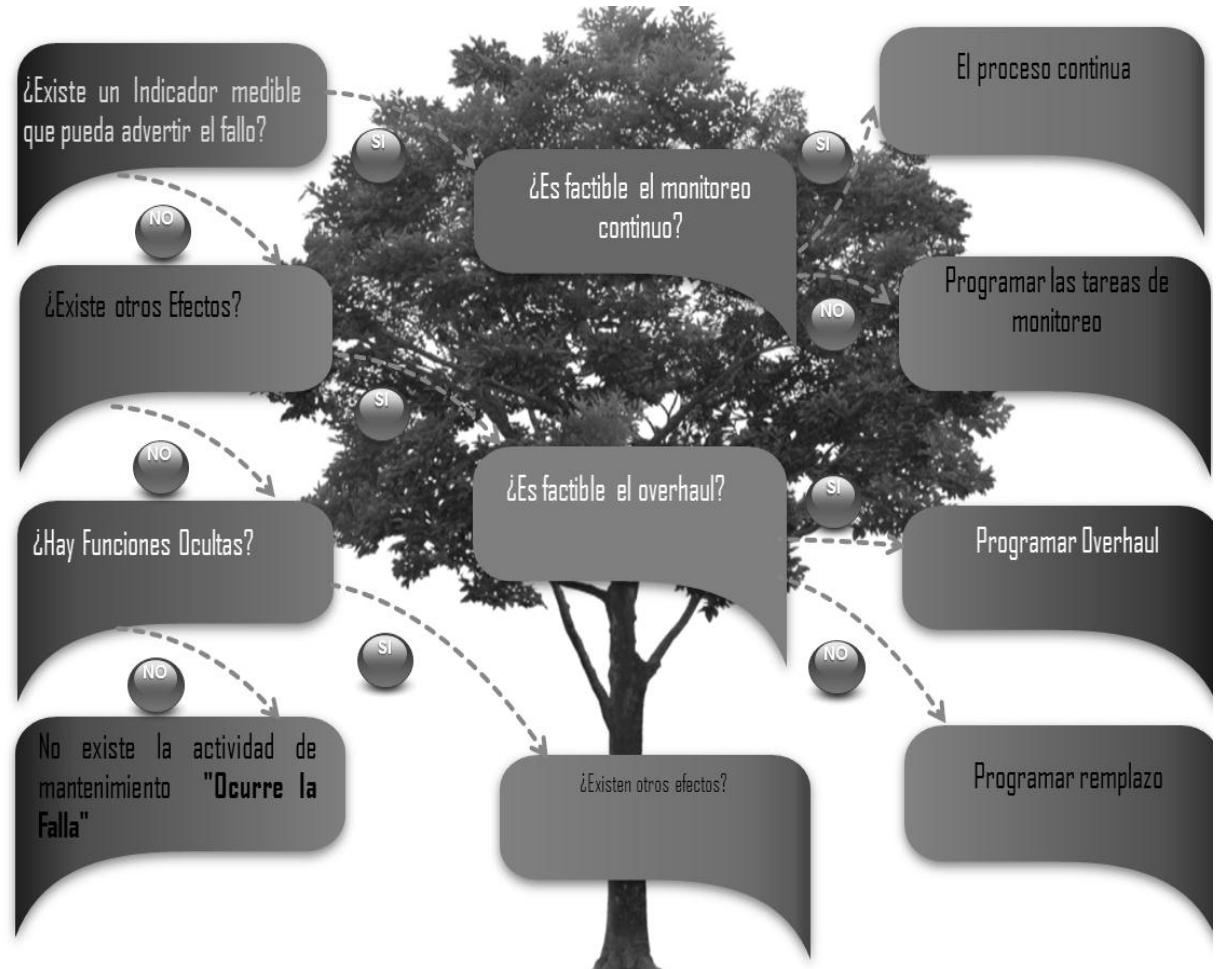 ¿Existe un Indicador medible
que pueda advertir el fallo?
SI
¿Es factible el monitoreo
continuo?
SI
El proceso continua
NO
¿Existe otros Efectos?
NO
Programar las tareas de
monitoreo
SI
NO
¿Es factible el overhaul?
SI
Programar Overhaul
¿Hay Funciones Ocultas?
NO
SI
NO
No existe la actividad de
mantenimiento "Ocurre la
Falla"
¿Existen otros efectos?
Programar remplazo